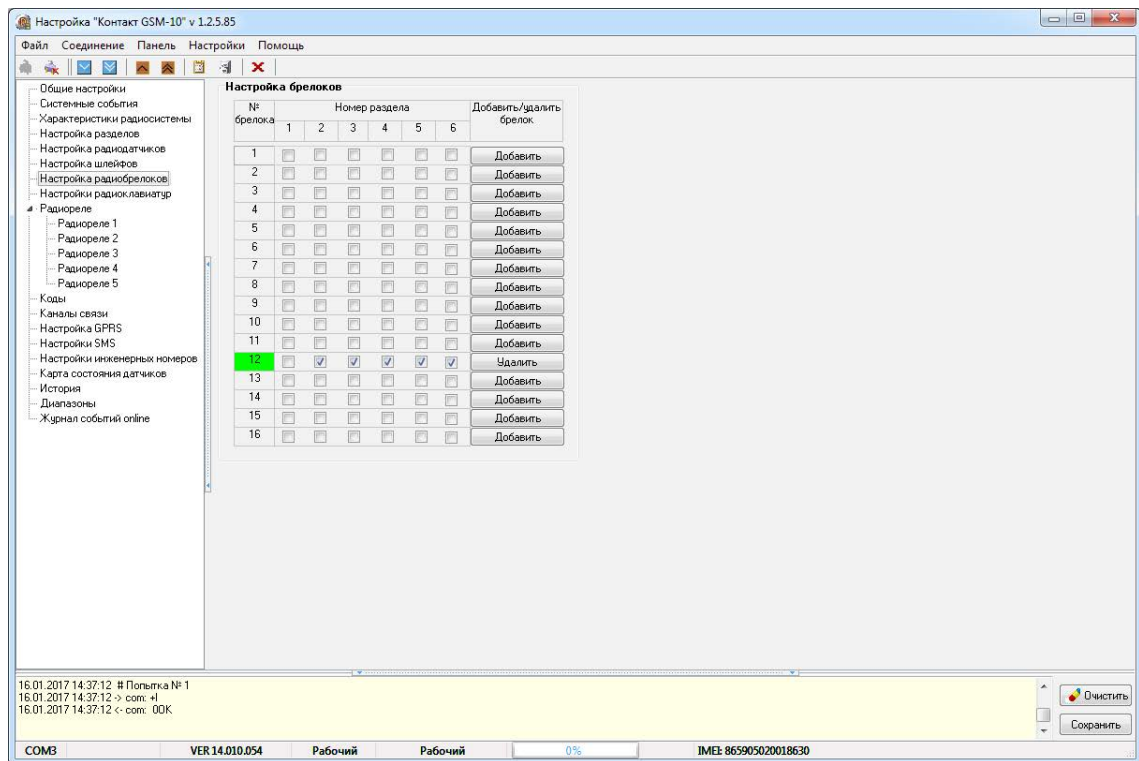 Настройка "Контакт GSM-10" v 1.2.5.85
Файл Соединение Панель Настройки Помощь
Общие настройки
Системные события
Характеристики радиосистемы
Настройка разделов
Настройка радиодатчиков
Настройка шлейфов
Настройка радиобрелоков
Настройки радиоклавиатур
Радиореле
Радиореле 1
Радиореле 2
Радиореле 3
Радиореле 4
Радиореле 5
Коды
Каналы связи
Настройка GPRS
Настройки SMS
Настройки инженерных номеров
Карта состояния датчиков
История
Диапазоны
Журнал событий online
Настройка брелоков
№ брелока Номер раздела Добавить/удалить брелок
1 2 3 4 5 6
1 Добавить
2 Добавить
3 Добавить
4 Добавить
5 Добавить
6 Добавить
7 Добавить
8 Добавить
9 Добавить
10 Добавить
11 Добавить
12 Удалить
13 Добавить
14 Добавить
15 Добавить
16 Добавить
16.01.2017 14:37:12 # Попытка № 1
16.01.2017 14:37:12 -> com: +I
16.01.2017 14:37:12 <- com: 0OK
Очистить
Сохранить
COM3 VER 14.010.054 Рабочий Рабочий 0% IMEI: 865905020018630